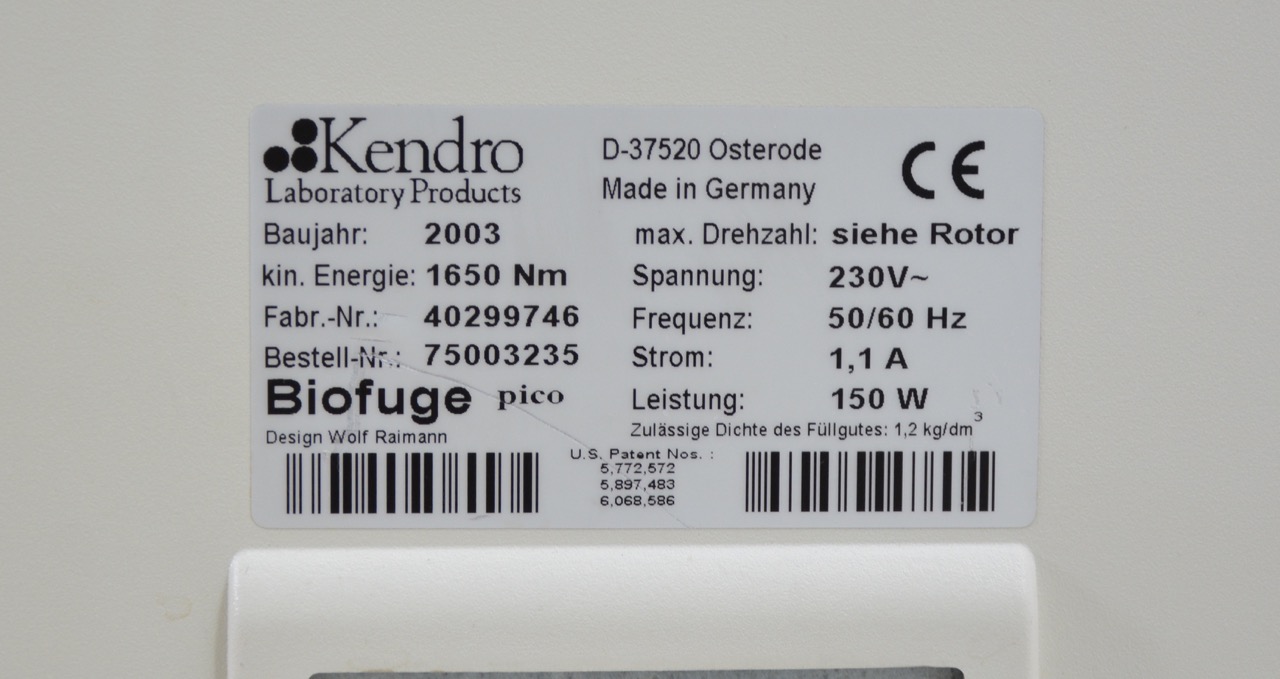 Kendro
Laboratory Products
D-37520 Osterode
Made in Germany
CE
Baujahr: 2003
kin. Energie: 1650 Nm
Fabr.-Nr.: 40299746
Bestell-Nr.: 75003235
Biofuge pico
Design Wolf Raimann
max. Drehzahl: siehe Rotor
Spannung: 230V~
Frequenz: 50/60 Hz
Strom: 1,1 A
Leistung: 150 W
Zulässige Dichte des Füllgutes: 1,2 kg/dm³
U.S. Patent Nos. :
5,772,572
5,897,483
6,068,586